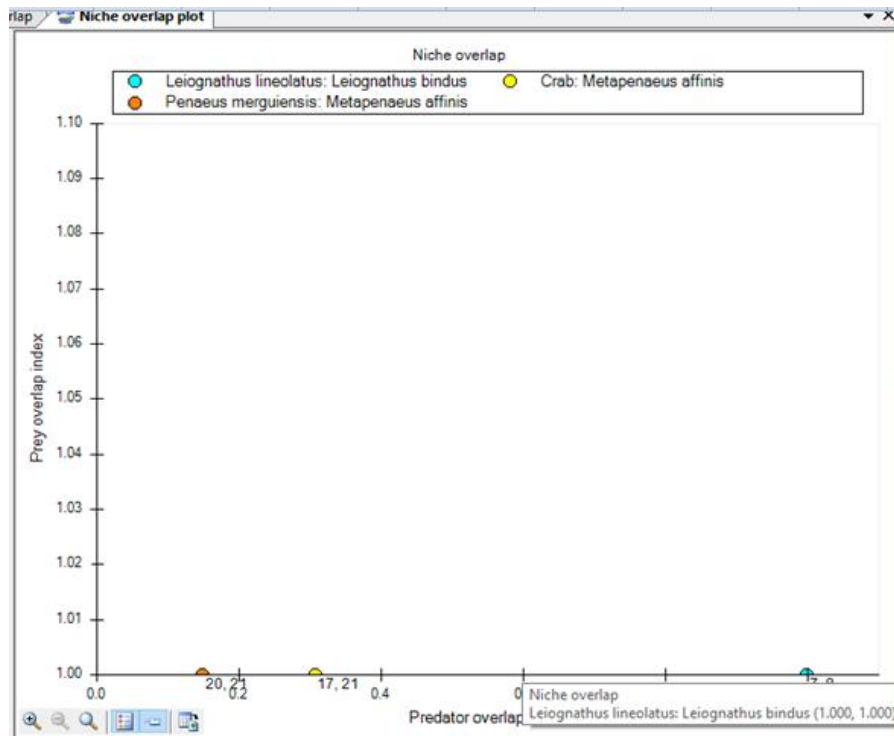 rlap
Niche overlap plot
Niche overlap
Leiognathus lineolatus: Leiognathus bindus
Crab: Metapenaeus affinis
Penaeus merguiensis: Metapenaeus affinis
1.10
1.09
1.08
1.07
1.06
1.05
1.04
1.03
1.02
1.01
1.00
Prey overlap index
20, 21
17, 21
0.0
0.2
0.4
Predator overlap
Niche overlap
Leiognathus lineolatus: Leiognathus bindus (1.000, 1.000)